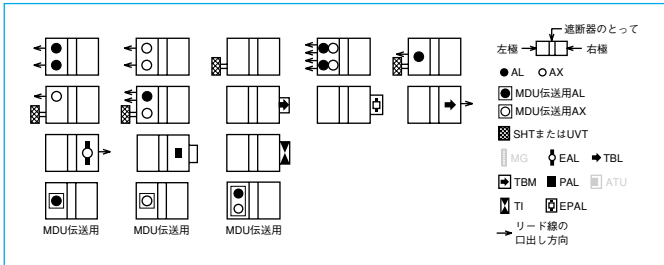 遮断器のとって
左極
右極
AL AX
MDU伝送用AL
MDU伝送用AX
SHTまたはUVT
MG EAL TBL
TBM PAL ATU
TI EPAL
リード線の
口出し方向
MDU伝送用 MDU伝送用 MDU伝送用